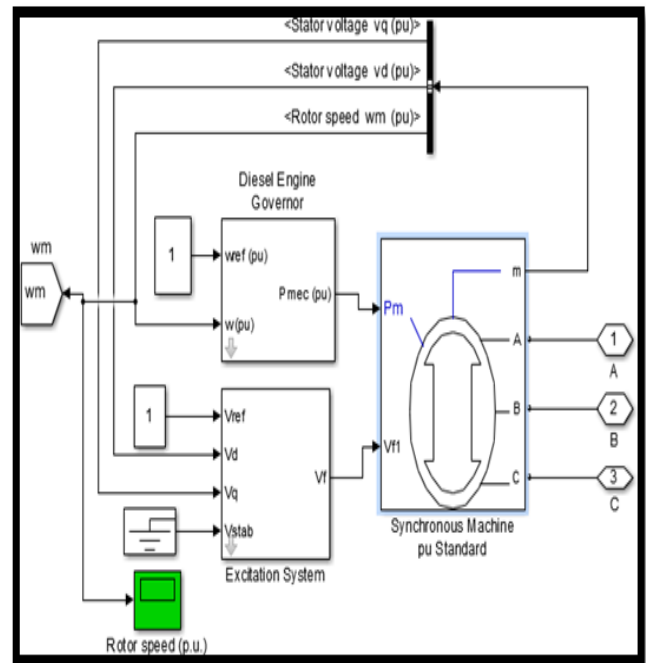 <Stator voltage vq (pu)>
<Stator voltage vd (pu)>
<Rotor speed wm (pu)>
Diesel Engine
Governor
wm
wm
1
wref (pu)
Pmec (pu)
w(pu)
m
Pm
A
B
C
Vf1
1
A
2
B
3
C
1
Vref
Vd
Vq
Vstab
Vf
Synchronous Machine
pu Standard
Excitation System
Rotor speed (p.u.)